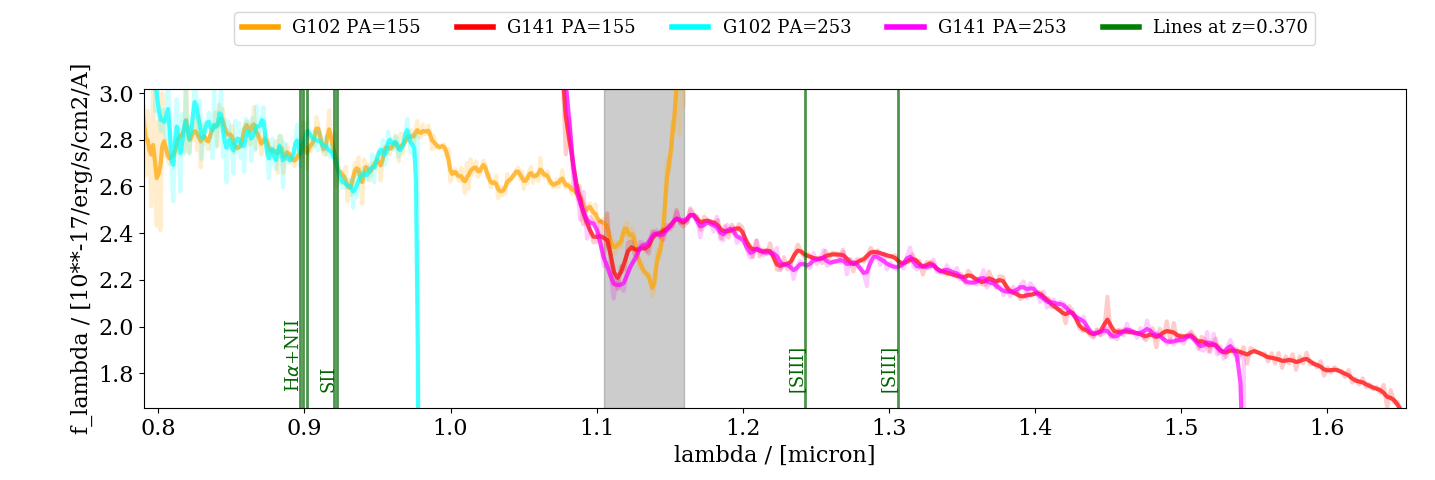 G102 PA=155 G141 PA=155 G102 PA=253 G141 PA=253 Lines at z=0.370
f_lambda / [10**-17/erg/s/cm2/A]
3.0
2.8
2.6
2.4
2.2
2.0
1.8
Hα+NII
SII
[SIII]
[SIII]
0.8 0.9 1.0 1.1 1.2 1.3 1.4 1.5 1.6
lambda / [micron]